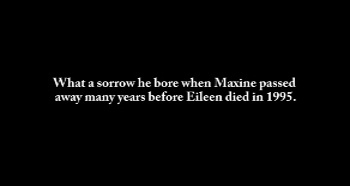 What a sorrow he bore when Maxine passed
away many years before Eileen died in 1995.